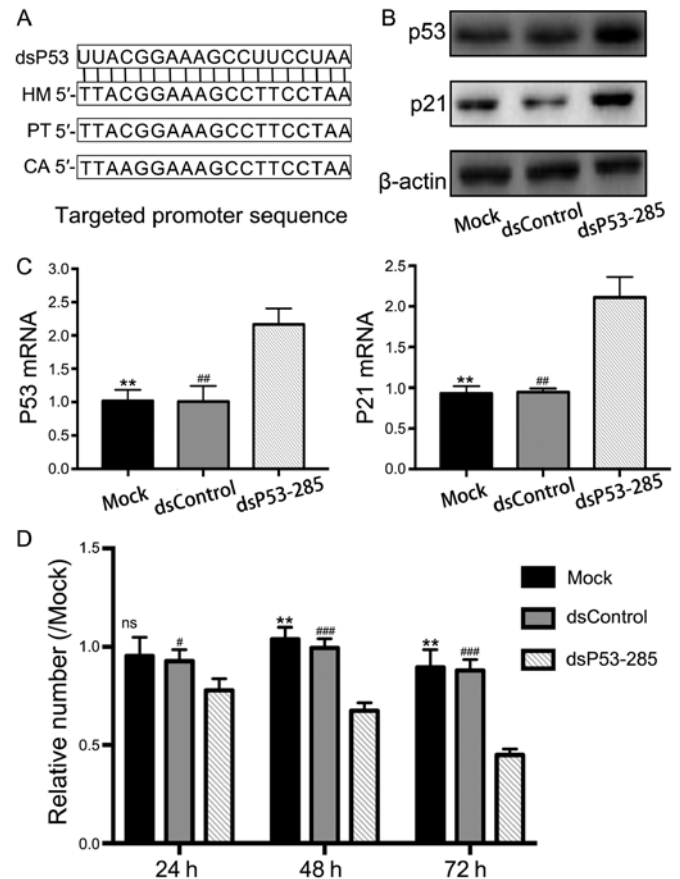 A
dsP53 UUACGGAAAGCCUUCCUAA
HM 5′- TTACGGAAAGCCTTCCTAA
PT 5′- TTACGGAAAGCCTTCCTAA
CA 5′- TTAAGGAAAGCCTTCCTAA
Targeted promoter sequence
B
p53
p21
β-actin
Mock dsControl dsP53-285
C
P53 mRNA
3.0
2.5
2.0
1.5
1.0
0.5
0.0
** ##
Mock dsControl dsP53-285
P21 mRNA
2.5
2.0
1.5
1.0
0.5
0.0
** ##
Mock dsControl dsP53-285
D
Relative number (/Mock)
1.5
1.0
0.5
0.0
ns # ** ### ** ###
24 h 48 h 72 h
Mock
dsControl
dsP53-285